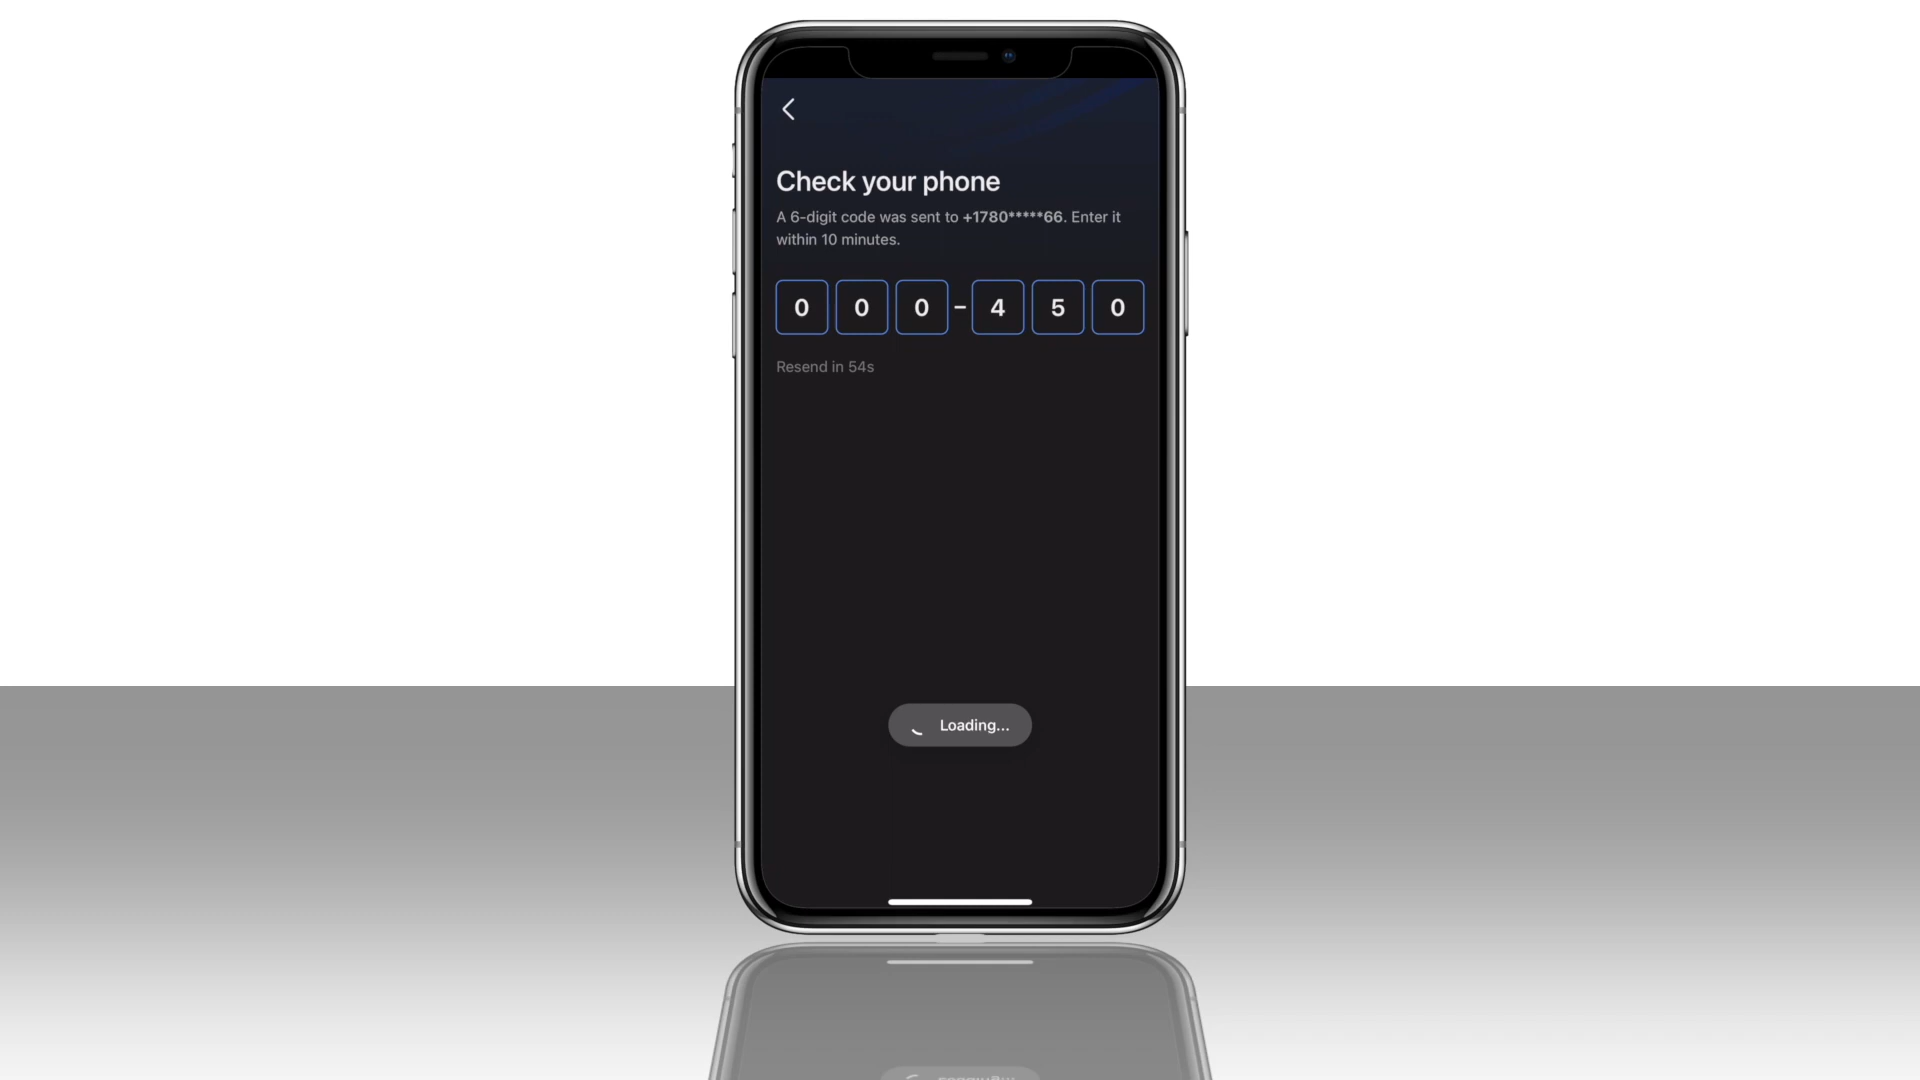 Check your phone
A 6-digit code was sent to +1780*****66. Enter it
within 10 minutes.
0 0 0 - 4 5 0
Resend in 54s
Loading...